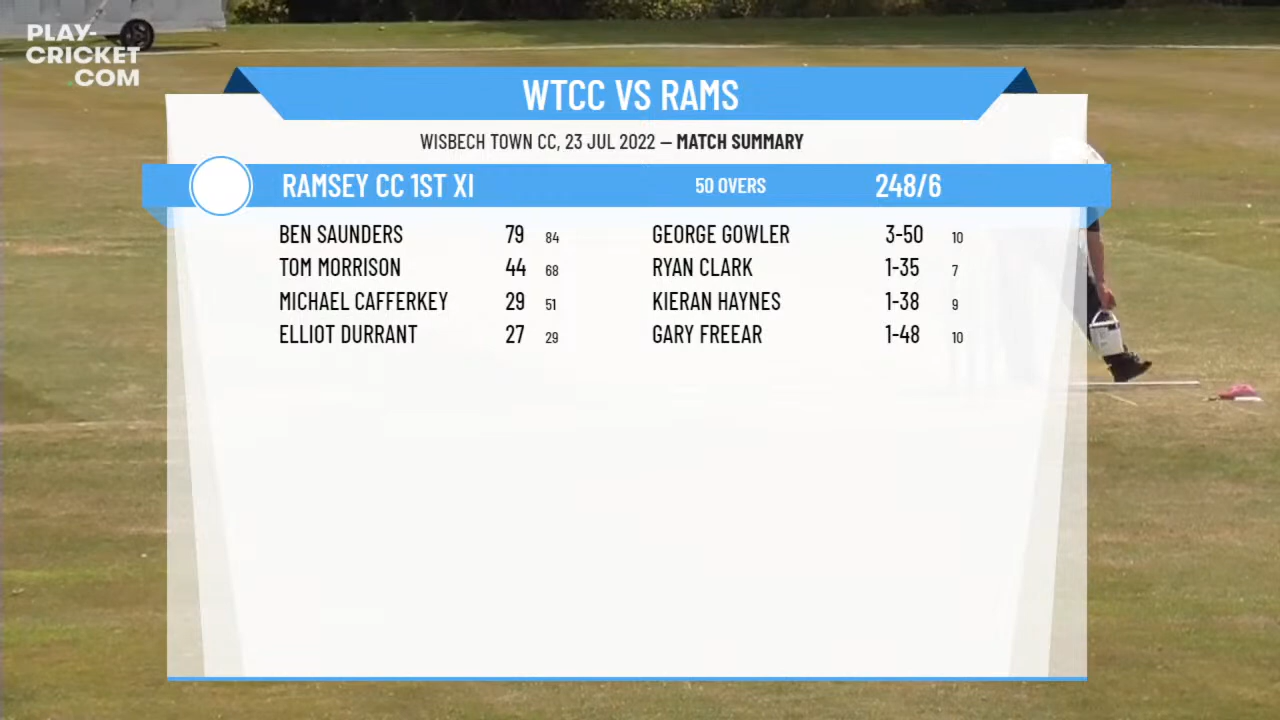 PLAY-
CRICKET
.COM
WTCC VS RAMS
WISBECH TOWN CC, 23 JUL 2022 – MATCH SUMMARY
RAMSEY CC 1ST XI 50 OVERS 248/6
BEN SAUNDERS 79 84 GEORGE GOWLER 3-50 10
TOM MORRISON 44 68 RYAN CLARK 1-35 7
MICHAEL CAFFERKEY 29 51 KIERAN HAYNES 1-38 9
ELLIOT DURRANT 27 29 GARY FREEAR 1-48 10